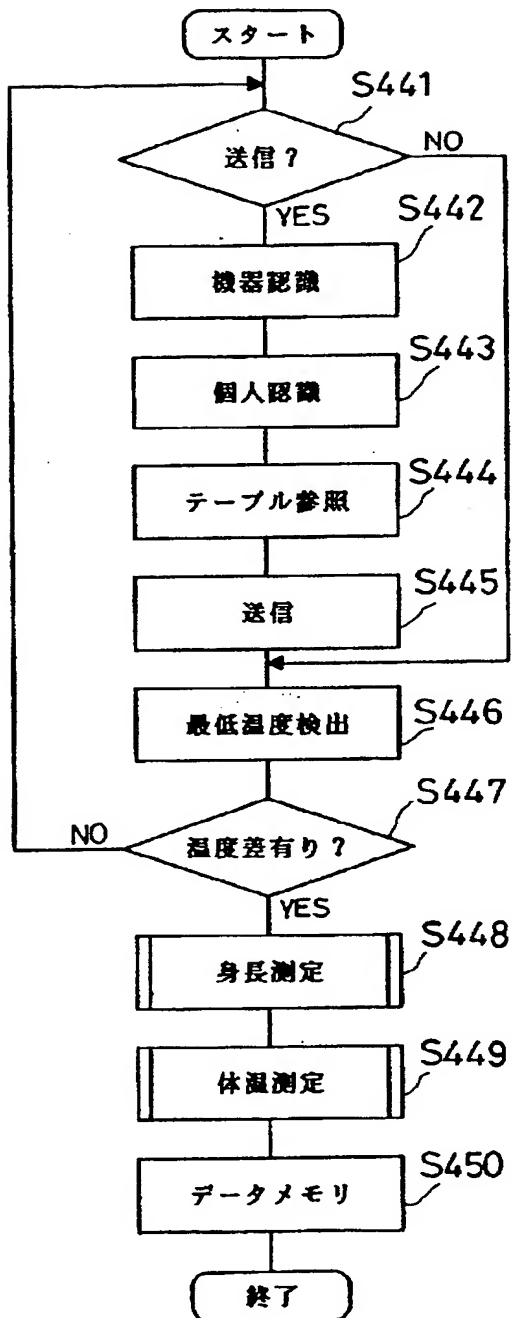 スタート
S441
送信?
NO
YES
S442
機器認識
S443
個人認識
S444
テーブル参照
S445
送信
S446
最低温度検出
S447
NO
温度差有り?
YES
S448
身長測定
S449
体温測定
S450
データメモリ
終了